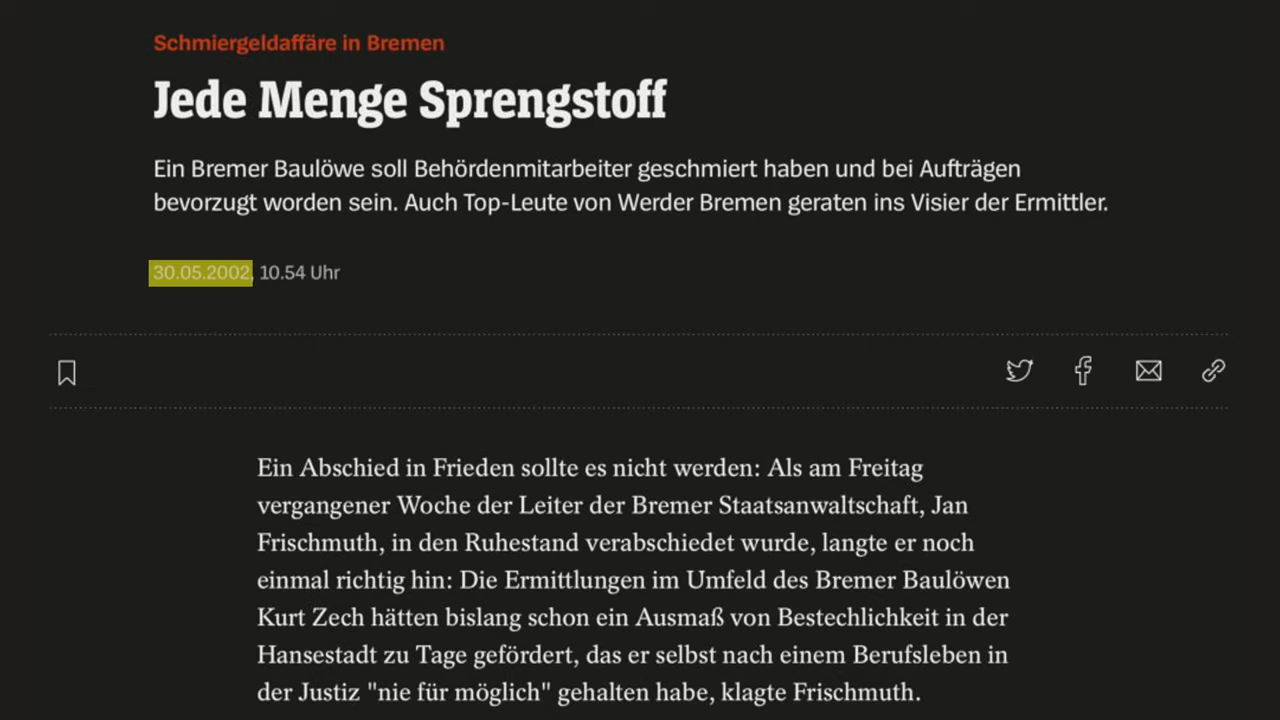 Schmiergeldaffäre in Bremen
Jede Menge Sprengstoff
Ein Bremer Baulöwe soll Behördenmitarbeiter geschmiert haben und bei Aufträgen
bevorzugt worden sein. Auch Top-Leute von Werder Bremen geraten ins Visier der Ermittler.
30.05.2002, 10.54 Uhr
Ein Abschied in Frieden sollte es nicht werden: Als am Freitag
vergangener Woche der Leiter der Bremer Staatsanwaltschaft, Jan
Frischmuth, in den Ruhestand verabschiedet wurde, langte er noch
einmal richtig hin: Die Ermittlungen im Umfeld des Bremer Baulöwen
Kurt Zech hätten bislang schon ein Ausmaß von Bestechlichkeit in der
Hansestadt zu Tage gefördert, das er selbst nach einem Berufsleben in
der Justiz "nie für möglich" gehalten habe, klagte Frischmuth.